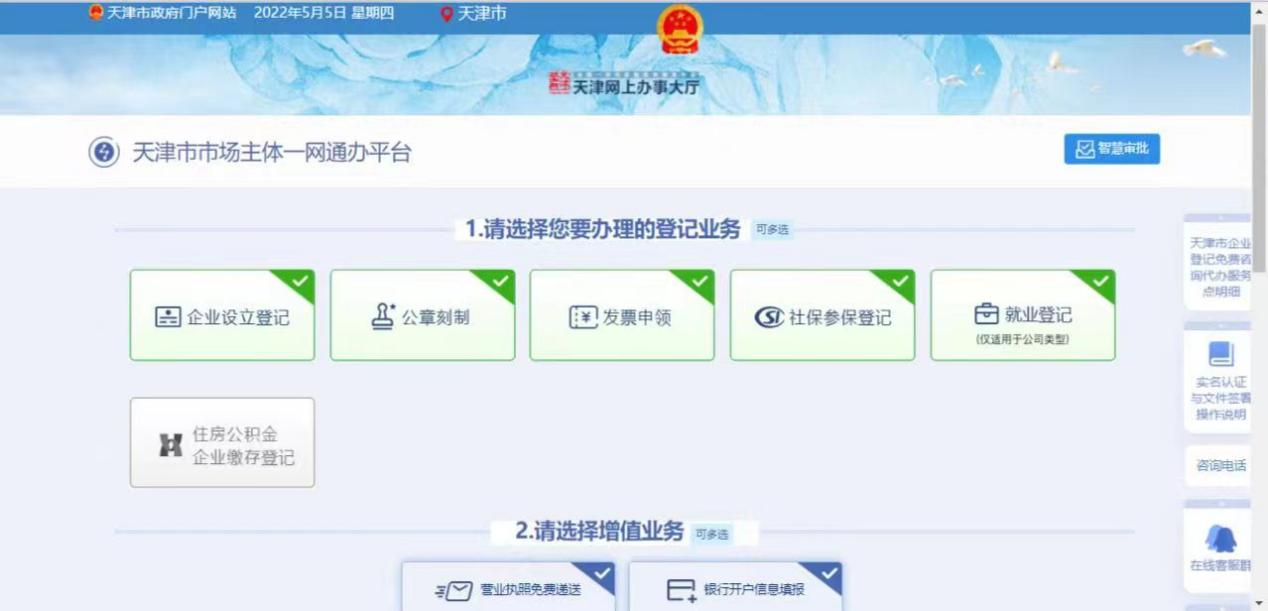 天津市政府门户网站 2022年5月5日 星期四 天津市
天津网上办事大厅
天津市市场主体一网通办平台
智慧审批
1.请选择您要办理的登记业务 可多选
企业设立登记
公章刻制
发票申领
社保参保登记
就业登记
(仅适用于公司类型)
住房公积金
企业缴存登记
2.请选择增值业务 可多选
营业执照免费递送
银行开户信息填报
天津市企业
登记免费咨
询代办服务
点明细
实名认证
与文件签署
操作说明
咨询电话
在线客服群